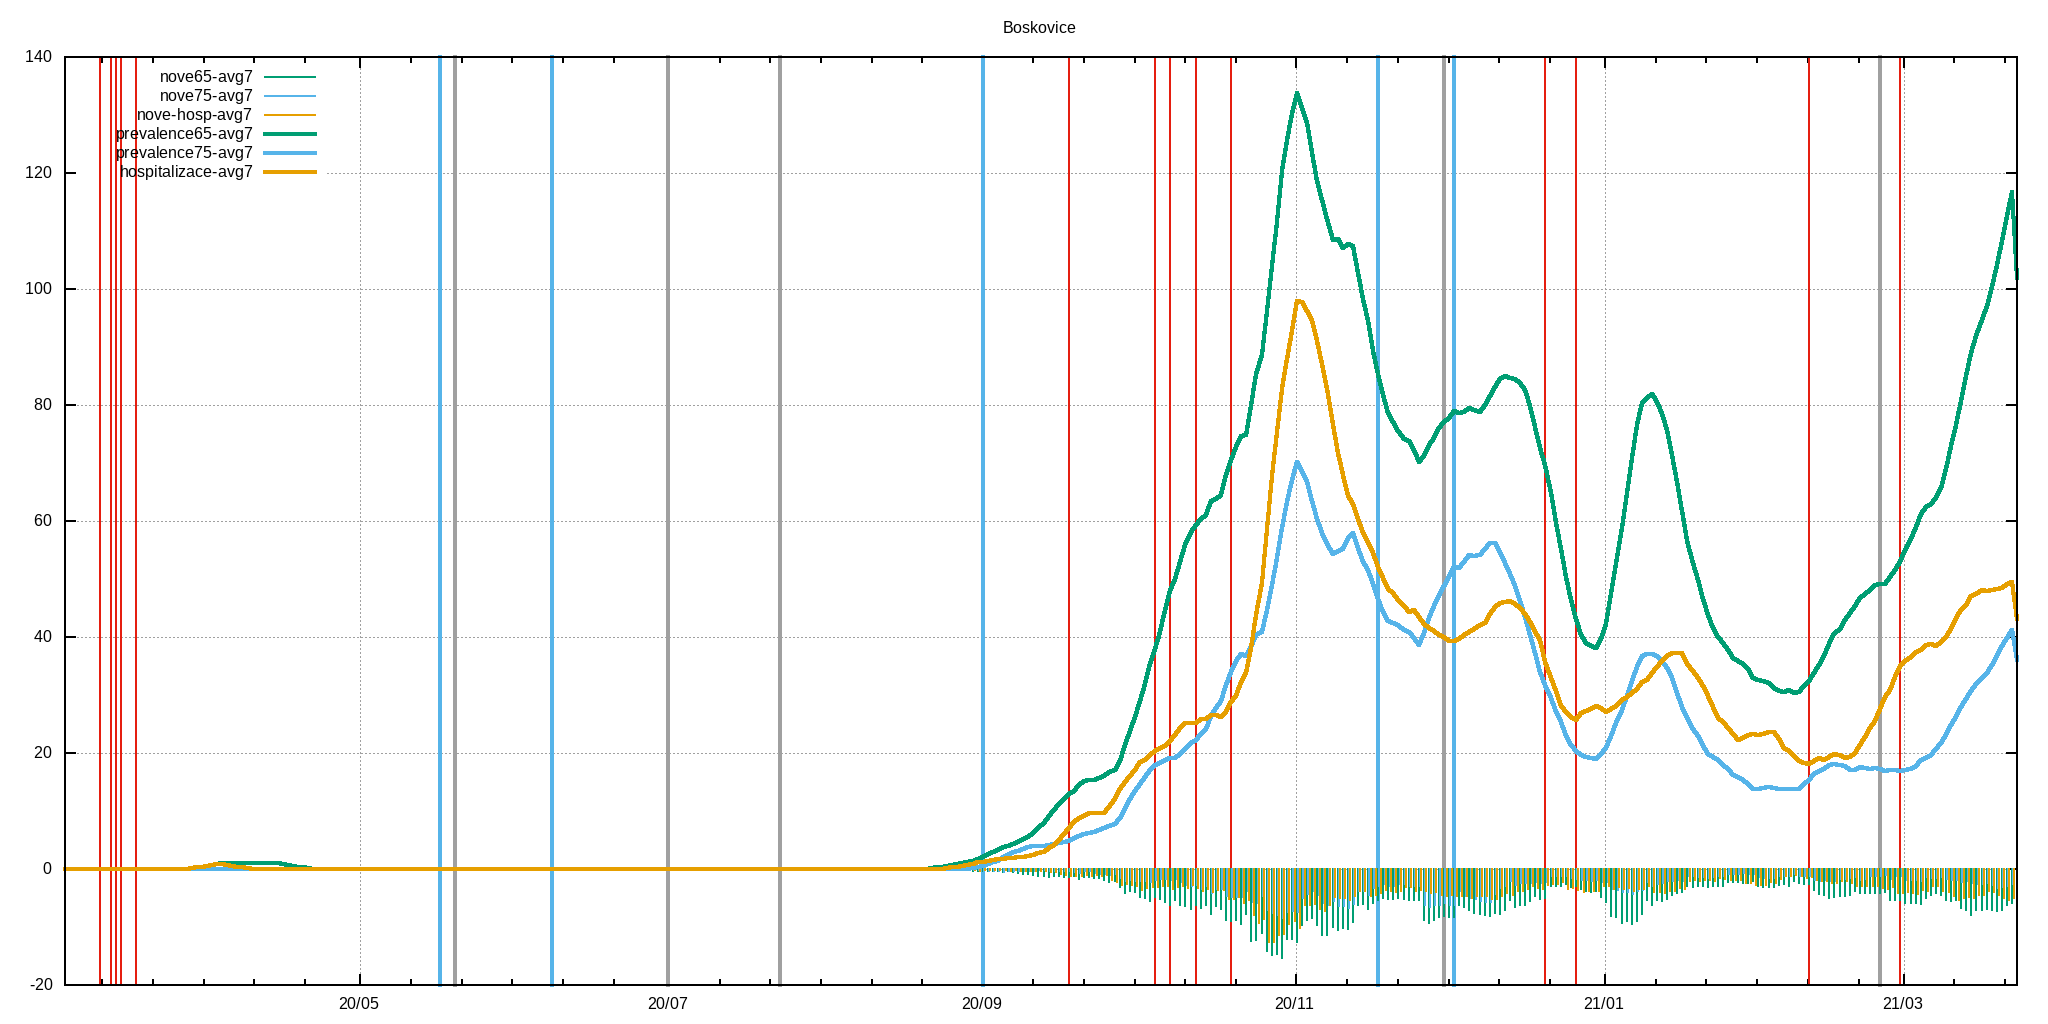 Boskovice
140
120
100
80
60
40
20
0
-20
nove65-avg7
nove75-avg7
nove-hosp-avg7
prevalence65-avg7
prevalence75-avg7
hospitalizace-avg7
20/05 20/07 20/09 20/11 21/01 21/03